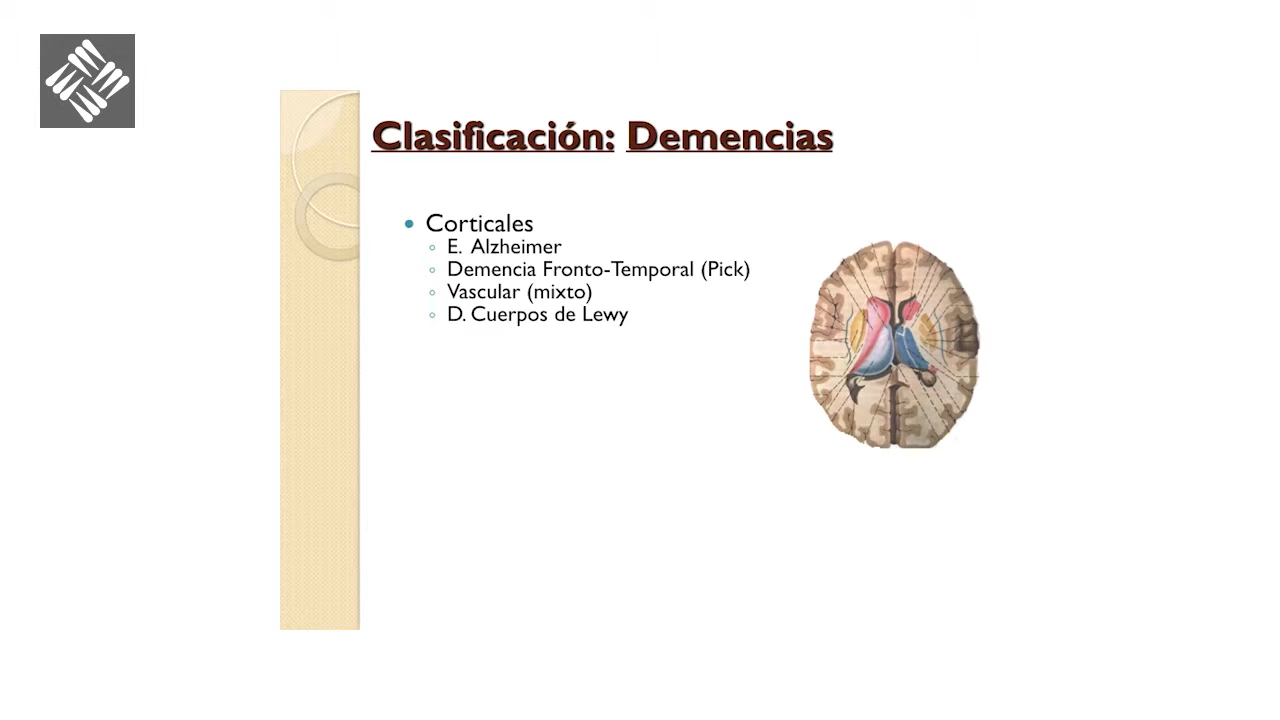 Clasificación: Demencias
Corticales
E. Alzheimer
Demencia Fronto-Temporal (Pick)
Vascular (mixto)
D. Cuerpos de Lewy